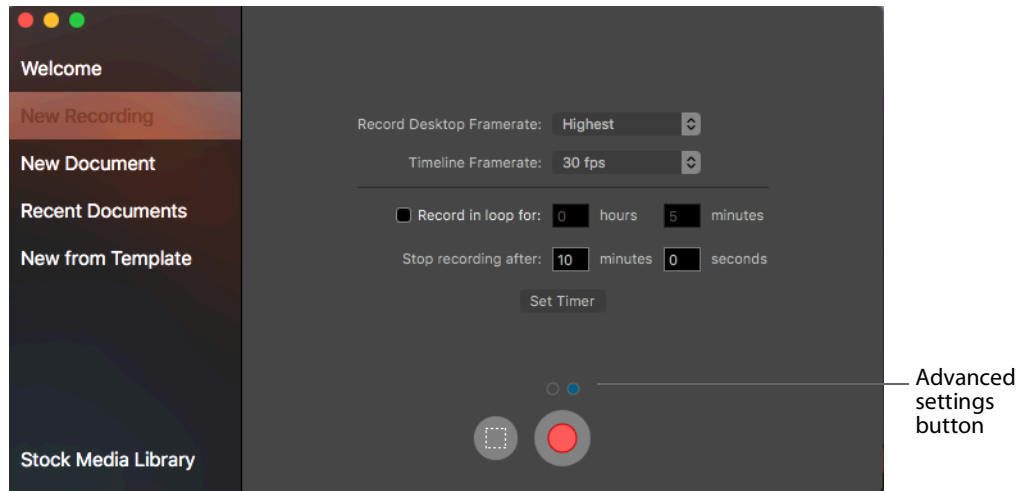 Welcome
New Recording
New Document
Recent Documents
New from Template
Stock Media Library
Record Desktop Framerate: Highest
Timeline Framerate: 30 fps
Record in loop for: 0 hours 5 minutes
Stop recording after: 10 minutes 0 seconds
Set Timer
Advanced
settings
button